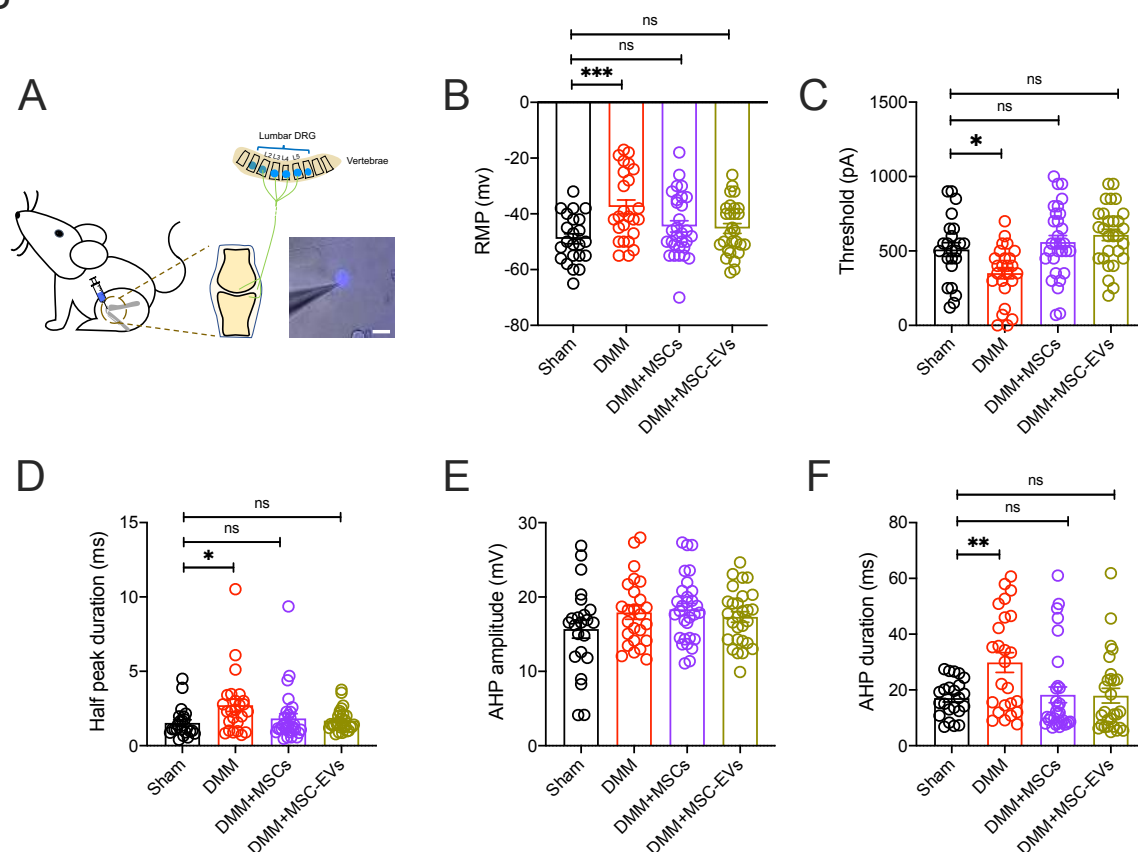 A
Lumbar DRG
L2 L3 L4 L5
Vertebrae
B
ns
ns
***
RMP (mv)
0
-20
-40
-60
-80
Sham
DMM
DMM+MSCs
DMM+MSC-EVs
C
ns
ns
*
Threshold (pA)
1500
1000
500
0
Sham
DMM
DMM+MSCs
DMM+MSC-EVs
D
ns
ns
*
Half peak duration (ms)
15
10
5
0
Sham
DMM
DMM+MSCs
DMM+MSC-EVs
E
AHP amplitude (mV)
30
20
10
0
Sham
DMM
DMM+MSCs
DMM+MSC-EVs
F
ns
ns
**
AHP duration (ms)
80
60
40
20
0
Sham
DMM
DMM+MSCs
DMM+MSC-EVs